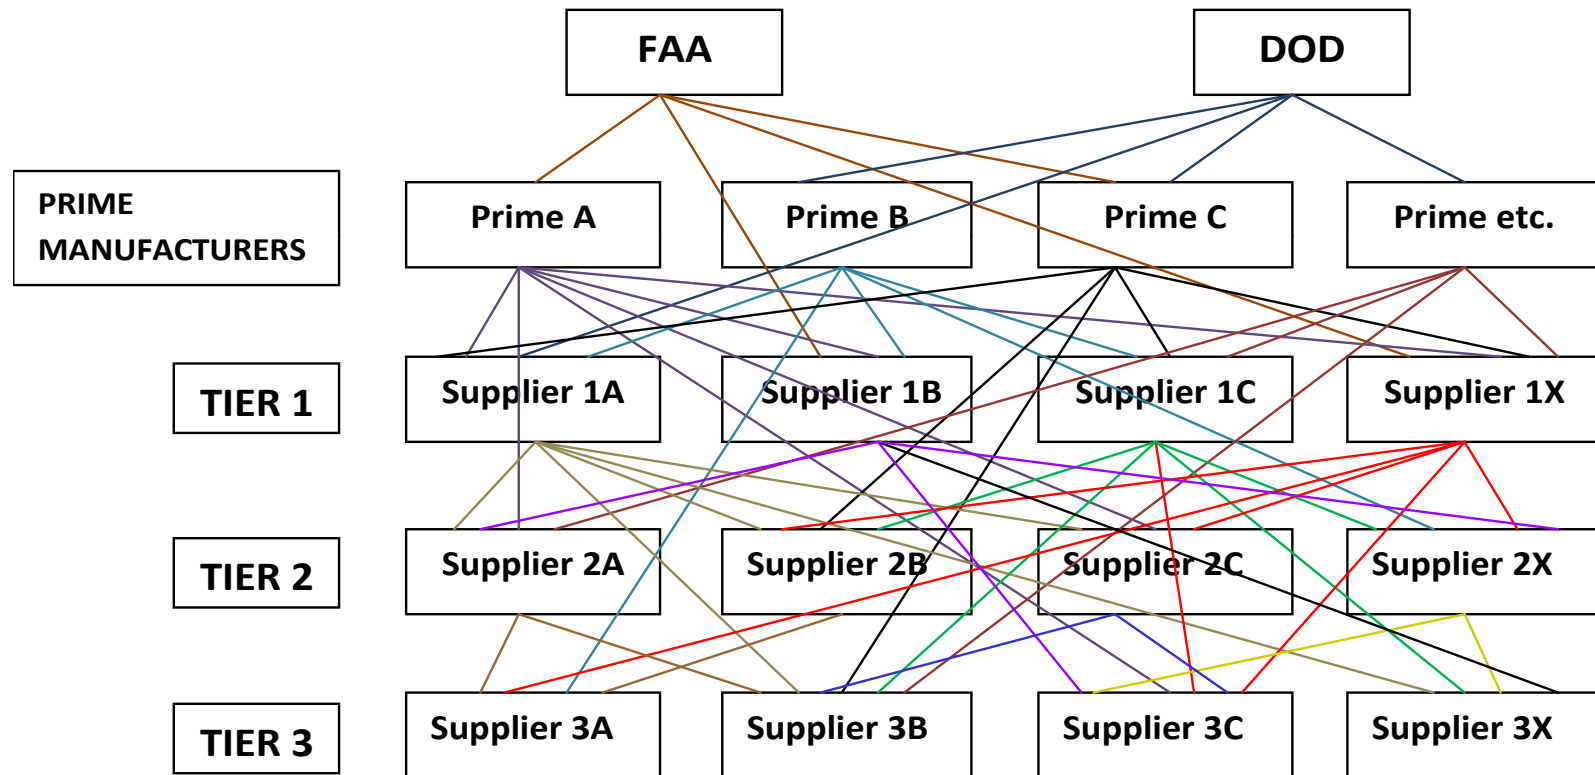 FAA
DOD
PRIME
MANUFACTURERS
Prime A
Prime B
Prime C
Prime etc.
TIER 1
Supplier 1A
Supplier 1B
Supplier 1C
Supplier 1X
TIER 2
Supplier 2A
Supplier 2B
Supplier 2C
Supplier 2X
TIER 3
Supplier 3A
Supplier 3B
Supplier 3C
Supplier 3X